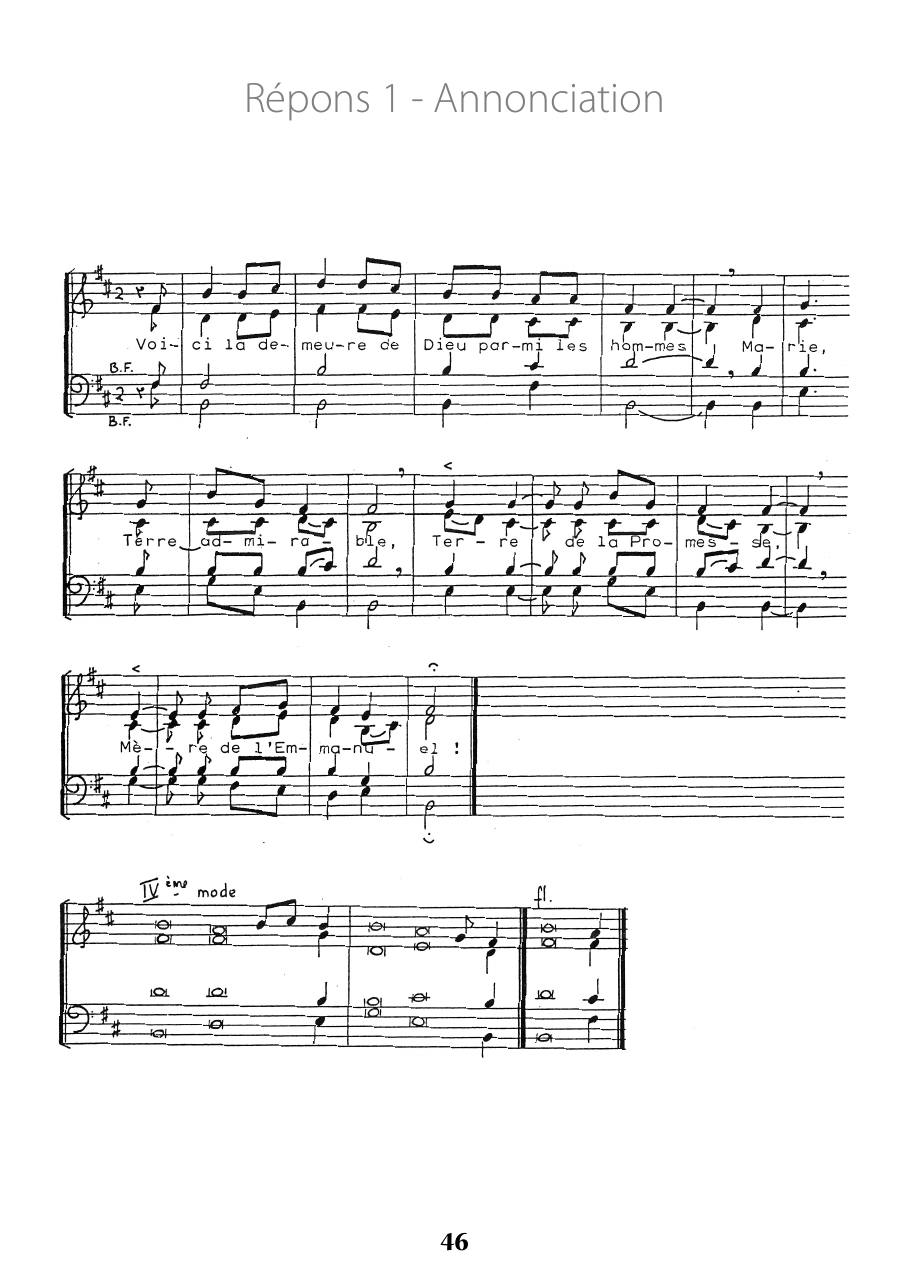 Répons 1 - Annonciation
2
Voi-ci la de-meu-re de Dieu par-mi les hom-mes Ma-rie,
B.F.
2
B.F.
Terre ad-mi-ra-ble, Ter-re de la Pro-mes-se,
Mè-re de l'Em-ma-nu-el !
IVème mode fl.
46